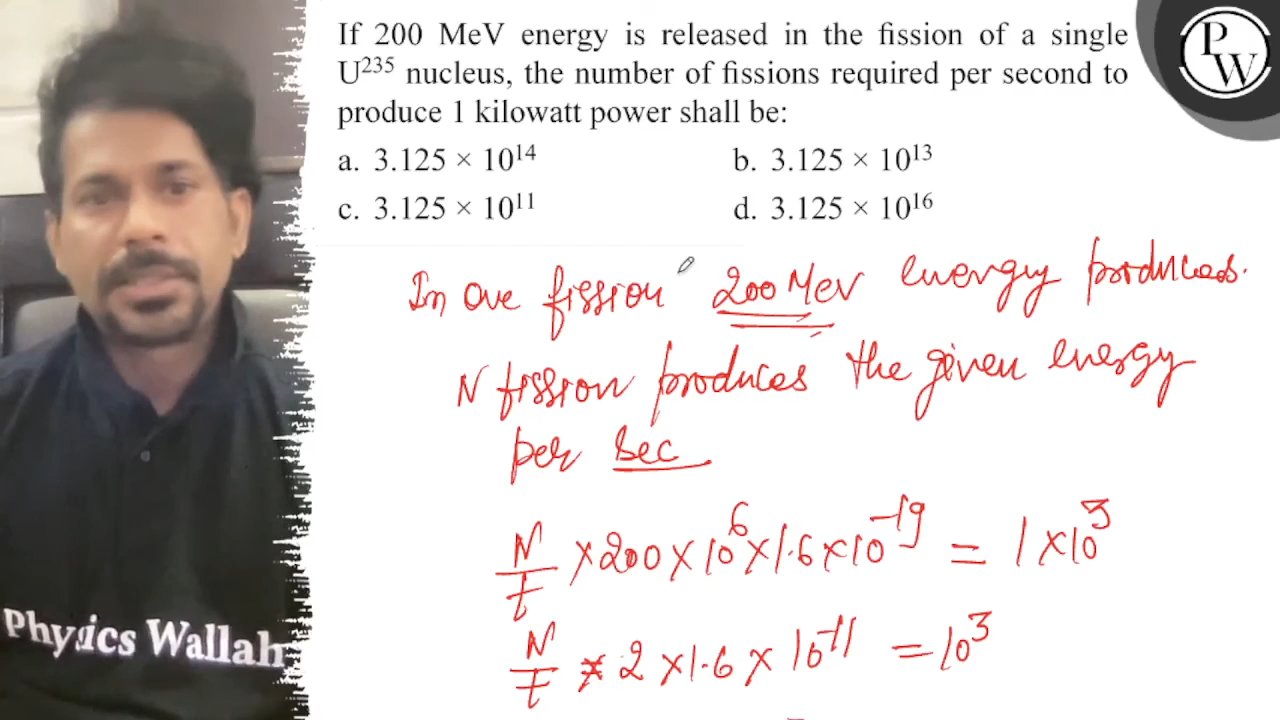 If 200 MeV energy is released in the fission of a single
U²³⁵ nucleus, the number of fissions required per second to
produce 1 kilowatt power shall be:
a. 3.125 × 10¹⁴ b. 3.125 × 10¹³
c. 3.125 × 10¹¹ d. 3.125 × 10¹⁶
PW
In one fission 200 MeV energy produces.
N fission produces the given energy
per sec
N/t × 200 × 10⁶ × 1.6 × 10⁻¹⁹ = 1 × 10³
N/t × 2 × 1.6 × 10⁻¹¹ = 10³
Physics Wallah